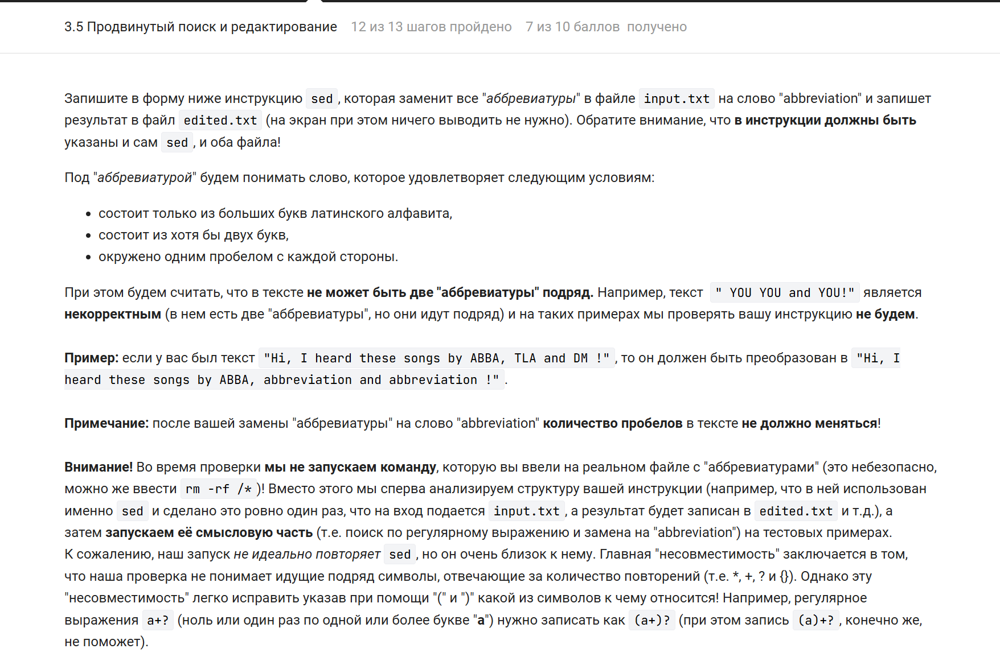 3.5 Продвинутый поиск и редактирование 12 из 13 шагов пройдено 7 из 10 баллов получено
Запишите в форму ниже инструкцию sed, которая заменит все "аббревиатуры" в файле input.txt на слово "abbreviation" и запишет
результат в файл edited.txt (на экран при этом ничего выводить не нужно). Обратите внимание, что в инструкции должны быть
указаны и сам sed, и оба файла!
Под "аббревиатурой" будем понимать слово, которое удовлетворяет следующим условиям:
• состоит только из больших букв латинского алфавита,
• состоит из хотя бы двух букв,
• окружено одним пробелом с каждой стороны.
При этом будем считать, что в тексте не может быть две "аббревиатуры" подряд. Например, текст " YOU YOU and YOU!" является
некорректным (в нем есть две "аббревиатуры", но они идут подряд) и на таких примерах мы проверять вашу инструкцию не будем.
Пример: если у вас был текст "Hi, I heard these songs by ABBA, TLA and DM !", то он должен быть преобразован в "Hi, I
heard these songs by ABBA, abbreviation and abbreviation !".
Примечание: после вашей замены "аббревиатуры" на слово "abbreviation" количество пробелов в тексте не должно меняться!
Внимание! Во время проверки мы не запускаем команду, которую вы ввели на реальном файле с "аббревиатурами" (это небезопасно,
можно же ввести rm -rf /*)! Вместо этого мы сперва анализируем структуру вашей инструкции (например, что в ней использован
именно sed и сделано это ровно один раз, что на вход подается input.txt, а результат будет записан в edited.txt и т.д.), а
затем запускаем её смысловую часть (т.е. поиск по регулярному выражению и замена на "abbreviation") на тестовых примерах.
К сожалению, наш запуск не идеально повторяет sed, но он очень близок к нему. Главная "несовместимость" заключается в том,
что наша проверка не понимает идущие подряд символы, отвечающие за количество повторений (т.е. *, +, ? и {}). Однако эту
"несовместимость" легко исправить указав при помощи "(" и ")" какой из символов к чему относится! Например, регулярное
выражения a+? (ноль или один раз по одной или более букве "a") нужно записать как (a+)? (при этом запись (a)+?, конечно же,
не поможет).